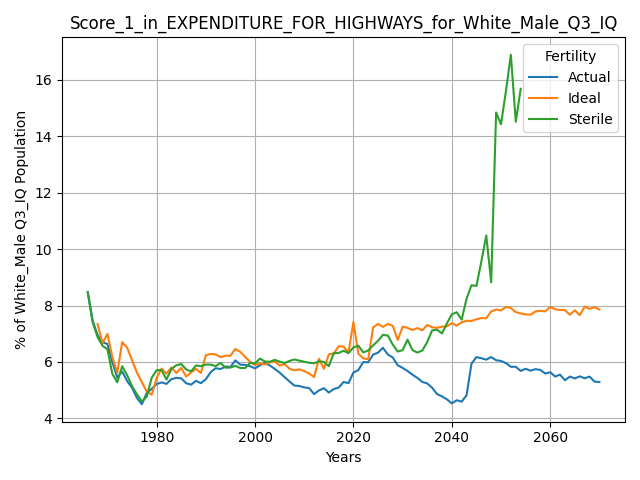 Score_1_in_EXPENDITURE_FOR_HIGHWAYS_for_White_Male_Q3_IQ
Fertility
Actual
Ideal
Sterile
% of White_Male Q3_IQ Population
16
14
12
10
8
6
4
1980
2000
2020
2040
2060
Years